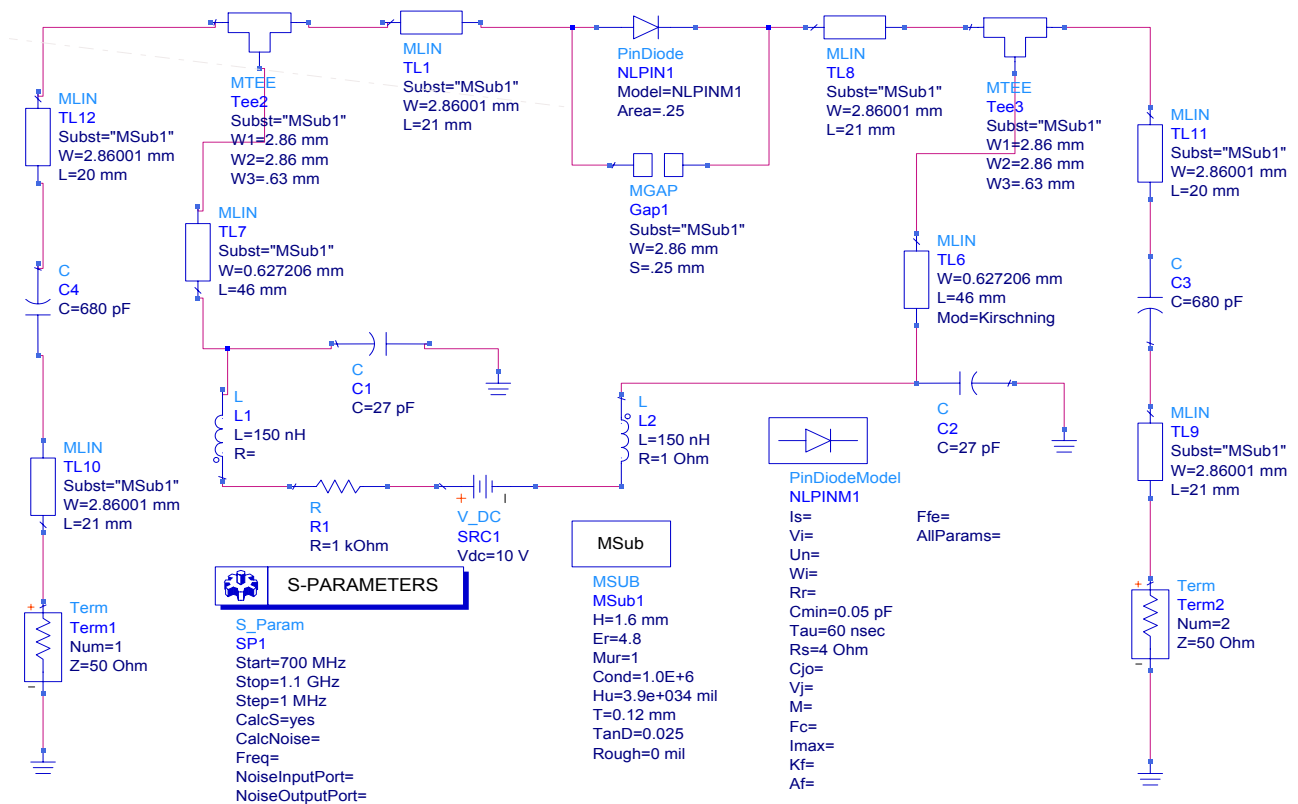 MLIN
TL12
Subst="MSub1"
W=2.86001 mm
L=20 mm
MTEE
Tee2
Subst="MSub1"
W1=2.86 mm
W2=2.86 mm
W3=.63 mm
MLIN
TL1
Subst="MSub1"
W=2.86001 mm
L=21 mm
PinDiode
NLPIN1
Model=NLPINM1
Area=.25
MGAP
Gap1
Subst="MSub1"
W=2.86 mm
S=.25 mm
MLIN
TL8
Subst="MSub1"
W=2.86001 mm
L=21 mm
MTEE
Tee3
Subst="MSub1"
W1=2.86 mm
W2=2.86 mm
W3=.63 mm
MLIN
TL11
Subst="MSub1"
W=2.86001 mm
L=20 mm
MLIN
TL7
Subst="MSub1"
W=0.627206 mm
L=46 mm
MLIN
TL6
W=0.627206 mm
L=46 mm
Mod=Kirschning
C
C4
C=680 pF
C
C3
C=680 pF
C
C1
C=27 pF
C
C2
C=27 pF
L
L1
L=150 nH
R=
L
L2
L=150 nH
R=1 Ohm
MLIN
TL10
Subst="MSub1"
W=2.86001 mm
L=21 mm
MLIN
TL9
Subst="MSub1"
W=2.86001 mm
L=21 mm
R
R1
R=1 kOhm
+
V_DC
SRC1
Vdc=10 V
PinDiodeModel
NLPINM1
Is=
Vi=
Un=
Wi=
Rr=
Cmin=0.05 pF
Tau=60 nsec
Rs=4 Ohm
Cjo=
Vj=
M=
Fc=
Imax=
Kf=
Af=
Ffe=
AllParams=
MSub
MSUB
MSub1
H=1.6 mm
Er=4.8
Mur=1
Cond=1.0E+6
Hu=3.9e+034 mil
T=0.12 mm
TanD=0.025
Rough=0 mil
S-PARAMETERS
S_Param
SP1
Start=700 MHz
Stop=1.1 GHz
Step=1 MHz
CalcS=yes
CalcNoise=
Freq=
NoiseInputPort=
NoiseOutputPort=
+
Term
Term1
Num=1
Z=50 Ohm
+
Term
Term2
Num=2
Z=50 Ohm